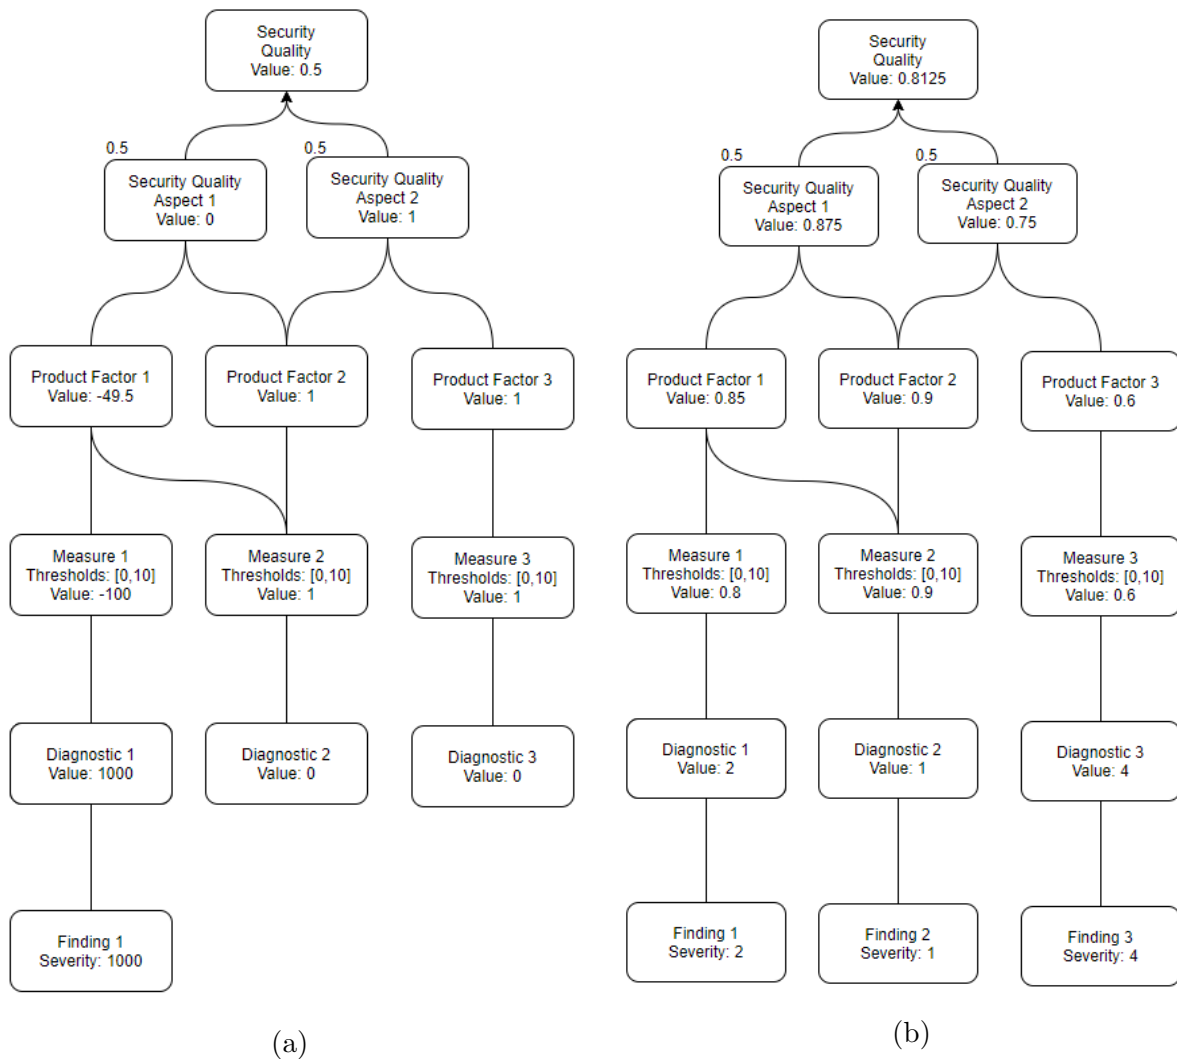 Security
Quality
Value: 0.5
0.5
0.5
Security Quality
Aspect 1
Value: 0
Security Quality
Aspect 2
Value: 1
Product Factor 1
Value: -49.5
Product Factor 2
Value: 1
Product Factor 3
Value: 1
Measure 1
Thresholds: [0,10]
Value: -100
Measure 2
Thresholds: [0,10]
Value: 1
Measure 3
Thresholds: [0,10]
Value: 1
Diagnostic 1
Value: 1000
Diagnostic 2
Value: 0
Diagnostic 3
Value: 0
Finding 1
Severity: 1000
(a)
Security
Quality
Value: 0.8125
0.5
0.5
Security Quality
Aspect 1
Value: 0.875
Security Quality
Aspect 2
Value: 0.75
Product Factor 1
Value: 0.85
Product Factor 2
Value: 0.9
Product Factor 3
Value: 0.6
Measure 1
Thresholds: [0,10]
Value: 0.8
Measure 2
Thresholds: [0,10]
Value: 0.9
Measure 3
Thresholds: [0,10]
Value: 0.6
Diagnostic 1
Value: 2
Diagnostic 2
Value: 1
Diagnostic 3
Value: 4
Finding 1
Severity: 2
Finding 2
Severity: 1
Finding 3
Severity: 4
(b)